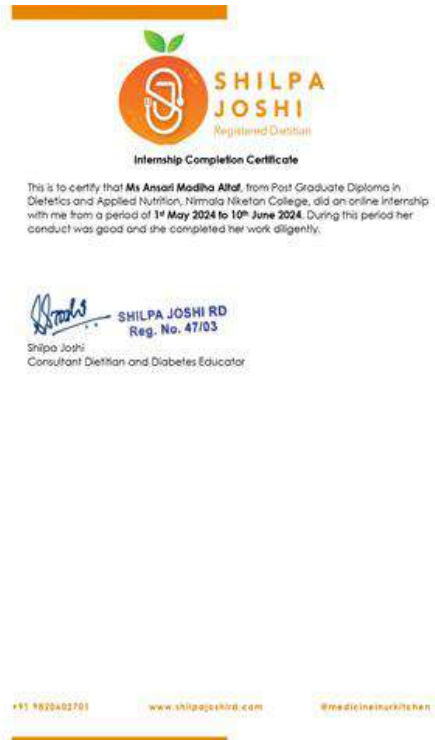 SHILPA
JOSHI
Registered Dietitian
Internship Completion Certificate
This is to certify that Ms Ansari Madiha Altaf, from Post Graduate Diploma in
Dietetics and Applied Nutrition, Nirmala Niketan College, did an online internship
with me from a period of 1st May 2024 to 10th June 2024. During this period her
conduct was good and she completed her work diligently.
SHILPA JOSHI RD
Reg. No. 47/03
Shilpa Joshi
Consultant Dietitian and Diabetes Educator
+91 9820402701 www.shilpajoshird.com @medicineinurkitchen